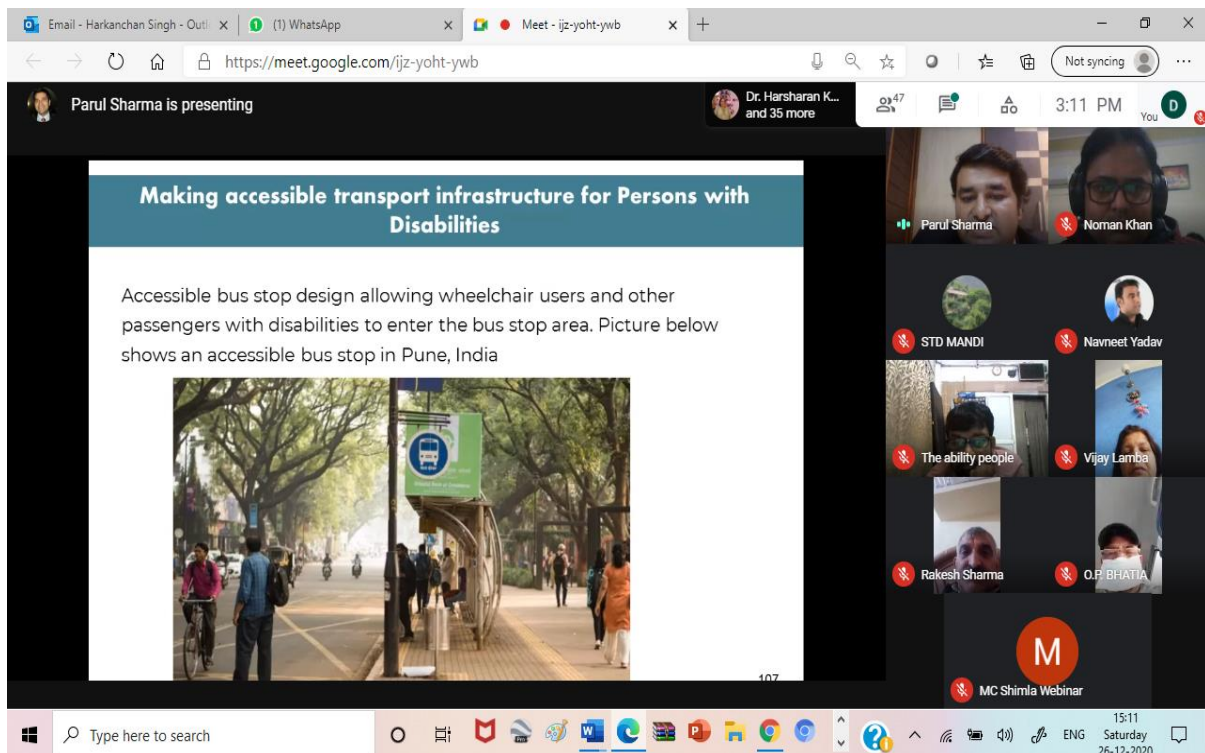 Email - Harkanchan Singh - Outl
(1) WhatsApp
Meet - ijz-yoht-ywb
https://meet.google.com/ijz-yoht-ywb
Not syncing
Parul Sharma is presenting
Dr. Harsharan K...
and 35 more
47
3:11 PM
You
D
Making accessible transport infrastructure for Persons with
Disabilities
Accessible bus stop design allowing wheelchair users and other
passengers with disabilities to enter the bus stop area. Picture below
shows an accessible bus stop in Pune, India
107
Parul Sharma
Noman Khan
STD MANDI
Navneet Yadav
The ability people
Vijay Lamba
Rakesh Sharma
O.P. BHATIA
M
MC Shimla Webinar
Type here to search
ENG
15:11
Saturday
26-12-2020